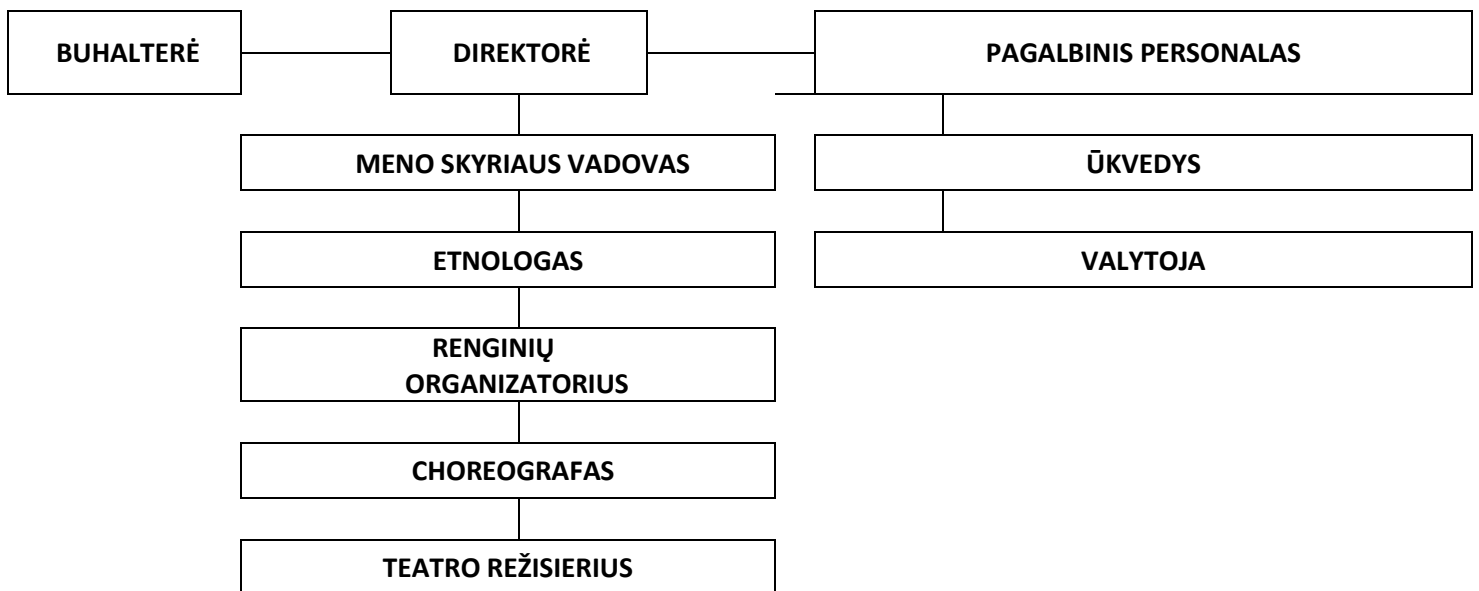 BUHALTERĖ
DIREKTORĖ
PAGALBINIS PERSONALAS
MENO SKYRIAUS VADOVAS
ŪKVEDYS
ETNOLOGAS
VALYTOJA
RENGINIŲ
ORGANIZATORIUS
CHOREOGRAFAS
TEATRO REŽISIERIUS